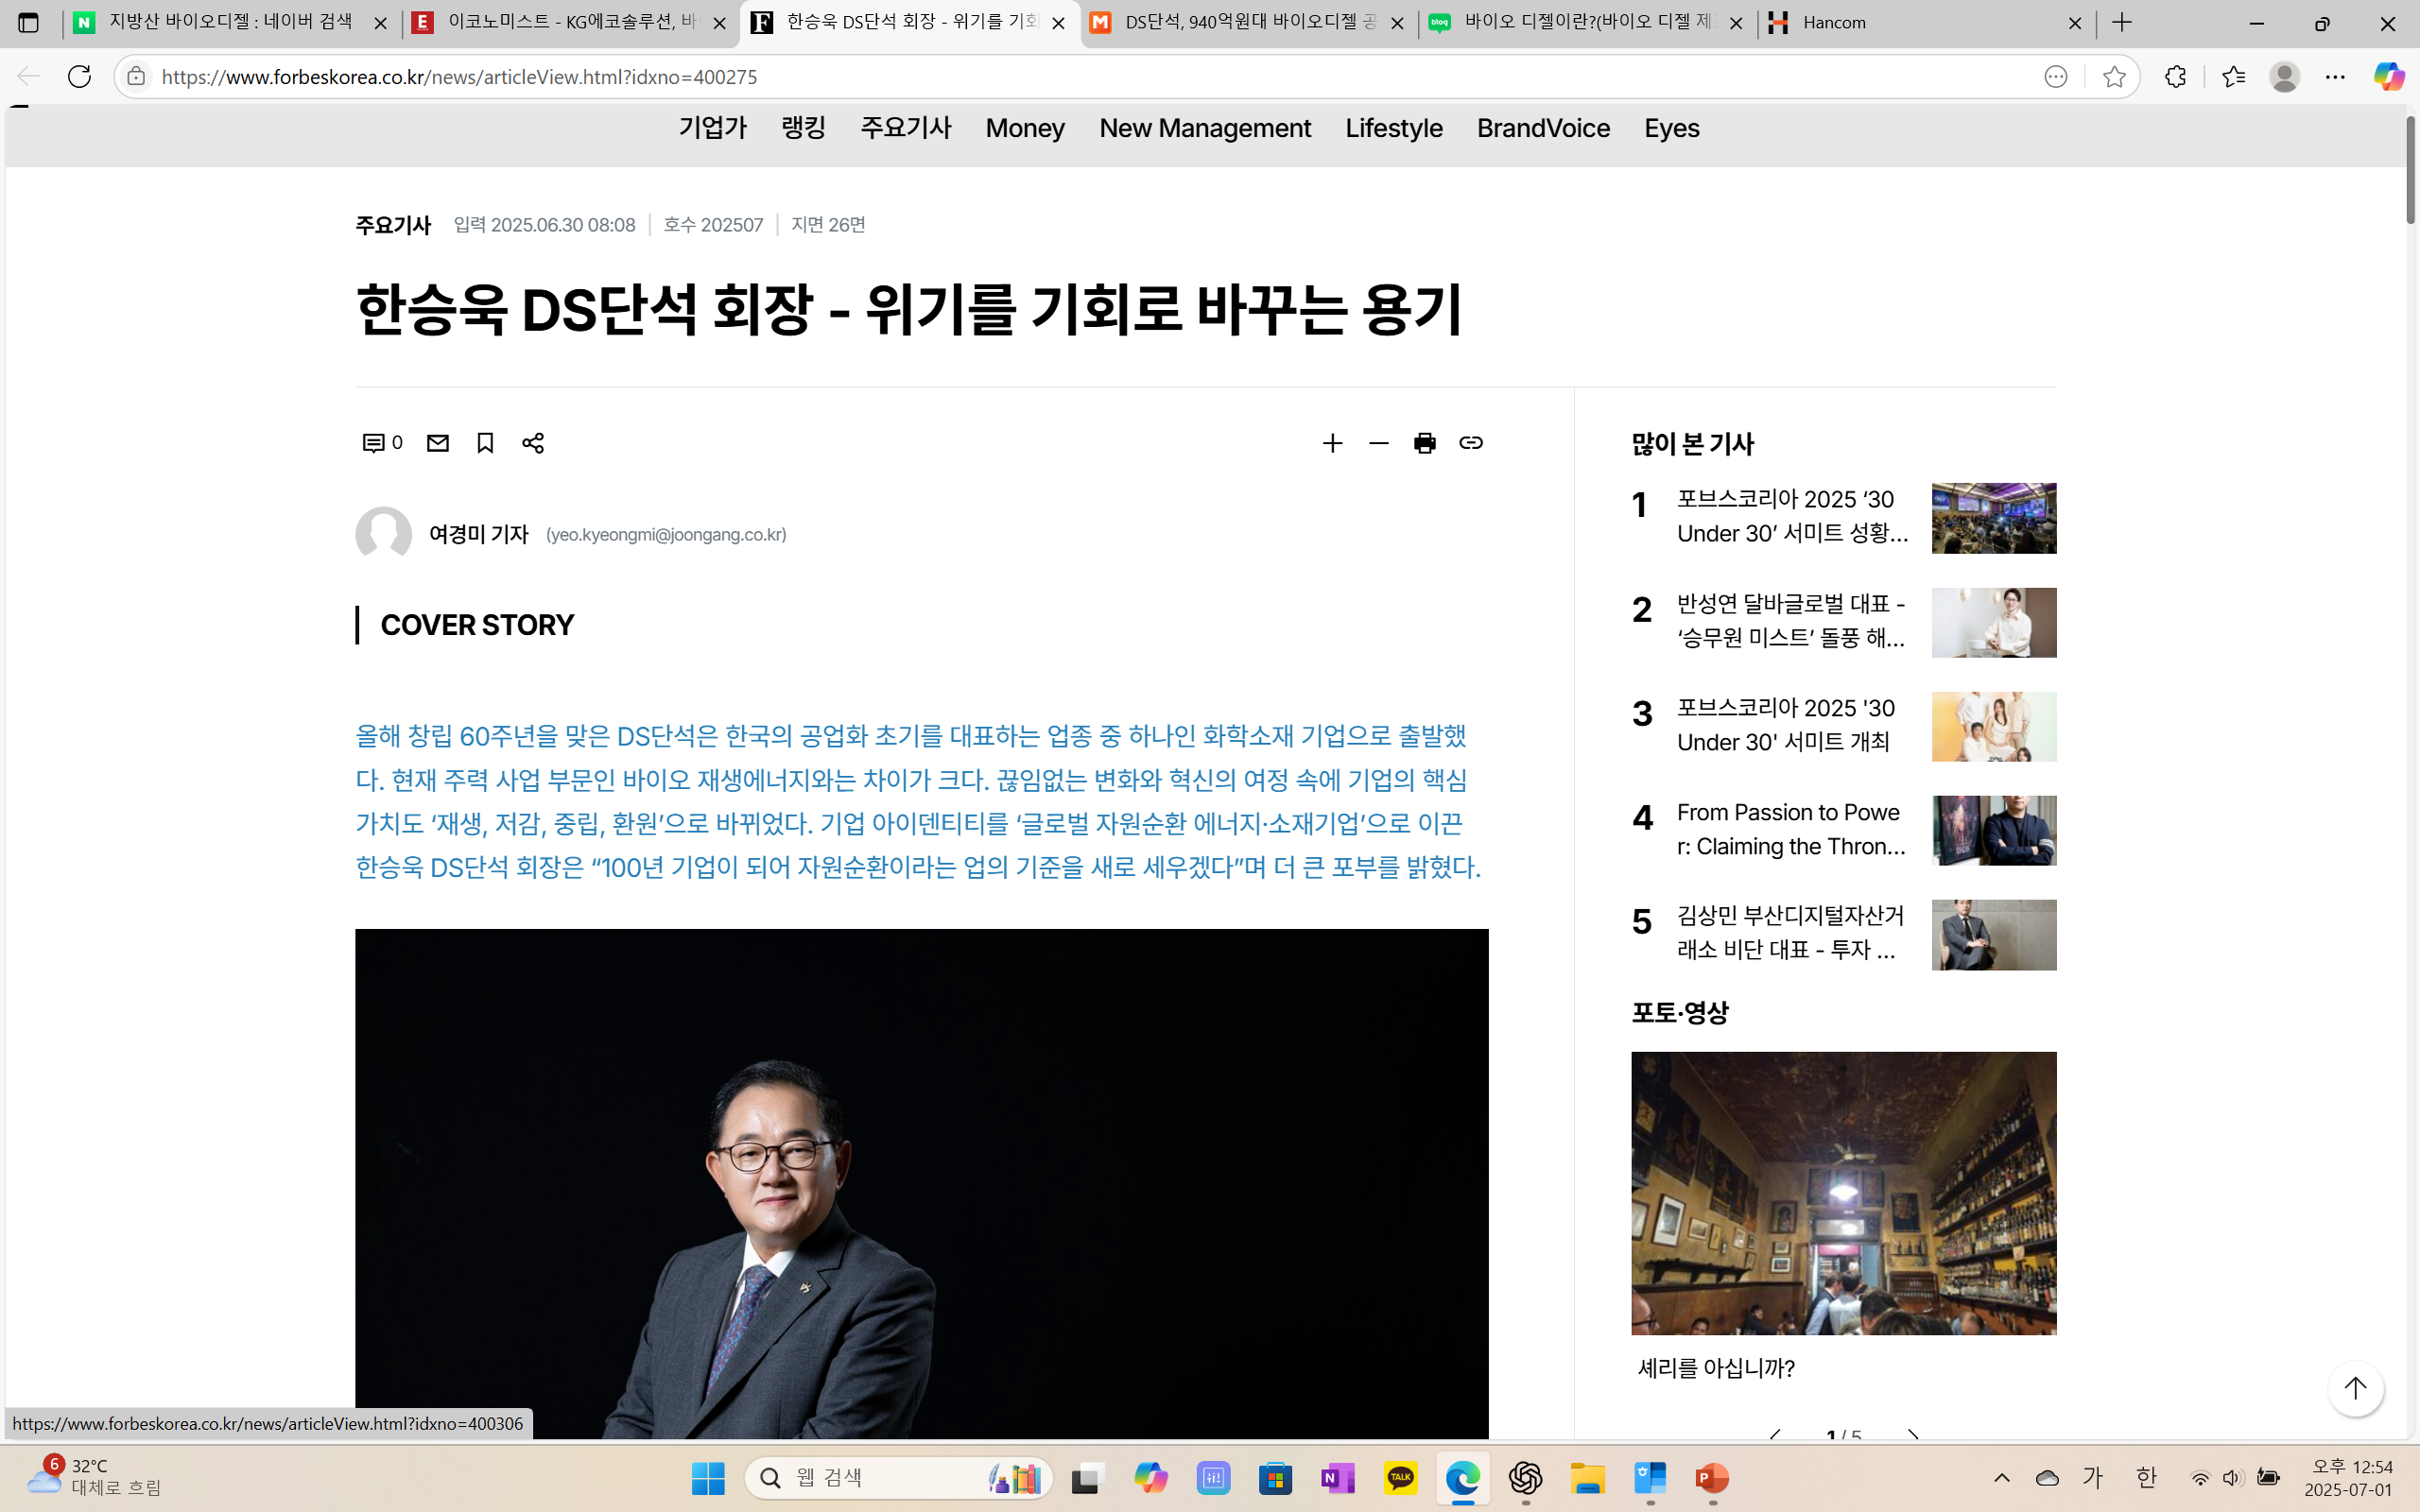 지방산 바이오디젤 : 네이버 검색
이코노미스트 - KG에코솔루션, 바이
한승욱 DS단석 회장 - 위기를 기회
DS단석, 940억원대 바이오디젤 공
바이오 디젤이란?(바이오 디젤 제
Hancom
https://www.forbeskorea.co.kr/news/articleView.html?idxno=400275
기업가 랭킹 주요기사 Money New Management Lifestyle BrandVoice Eyes
주요기사 입력 2025.06.30 08:08 호수 202507 지면 26면
한승욱 DS단석 회장 - 위기를 기회로 바꾸는 용기
0
여경미 기자 (yeo.kyeongmi@joongang.co.kr)
COVER STORY
올해 창립 60주년을 맞은 DS단석은 한국의 공업화 초기를 대표하는 업종 중 하나인 화학소재 기업으로 출발했
다. 현재 주력 사업 부문인 바이오 재생에너지와는 차이가 크다. 끊임없는 변화와 혁신의 여정 속에 기업의 핵심
가치도 ‘재생, 저감, 중립, 환원’으로 바뀌었다. 기업 아이덴티티를 ‘글로벌 자원순환 에너지·소재기업’으로 이끈
한승욱 DS단석 회장은 “100년 기업이 되어 자원순환이라는 업의 기준을 새로 세우겠다”며 더 큰 포부를 밝혔다.
많이 본 기사
1
포브스코리아 2025 ‘30
Under 30’ 서미트 성황...
2
반성연 달바글로벌 대표 -
‘승무원 미스트’ 돌풍 해...
3
포브스코리아 2025 '30
Under 30' 서미트 개최
4
From Passion to Powe
r: Claiming the Thron...
5
김상민 부산디지털자산거
래소 비단 대표 - 투자 ...
포토·영상
셰리를 아십니까?
1 / 5
https://www.forbeskorea.co.kr/news/articleView.html?idxno=400306
6
32°C
대체로 흐림
웹 검색
TALK
가
한
오후 12:54
2025-07-01